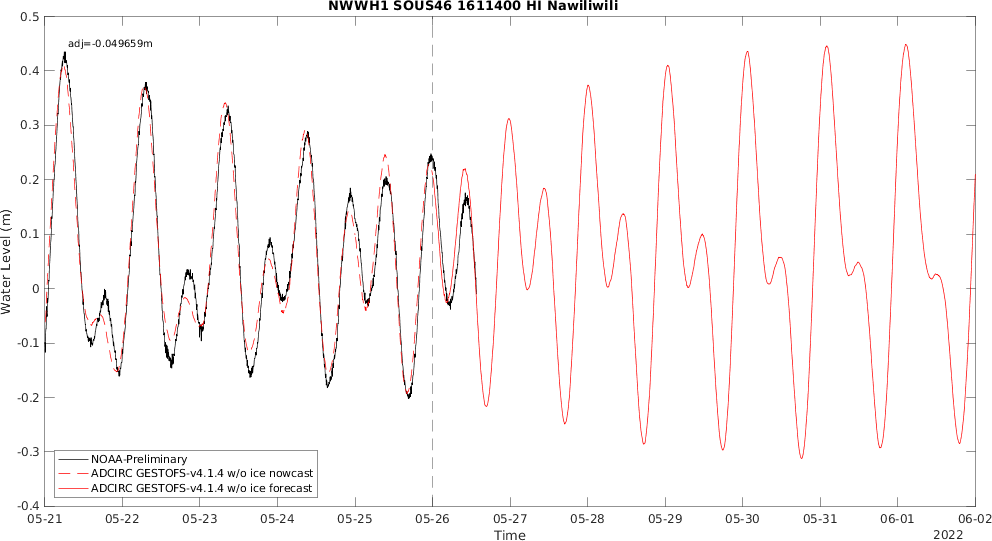 NWWH1 SOUS46 1611400 HI Nawiliwili
adj=-0.049659m
0.5
0.4
0.3
0.2
0.1
0
-0.1
-0.2
-0.3
-0.4
Water Level (m)
NOAA-Preliminary
ADCIRC GESTOFS-v4.1.4 w/o ice nowcast
ADCIRC GESTOFS-v4.1.4 w/o ice forecast
05-21 05-22 05-23 05-24 05-25 05-26 05-27 05-28 05-29 05-30 05-31 06-01 06-02
Time
2022